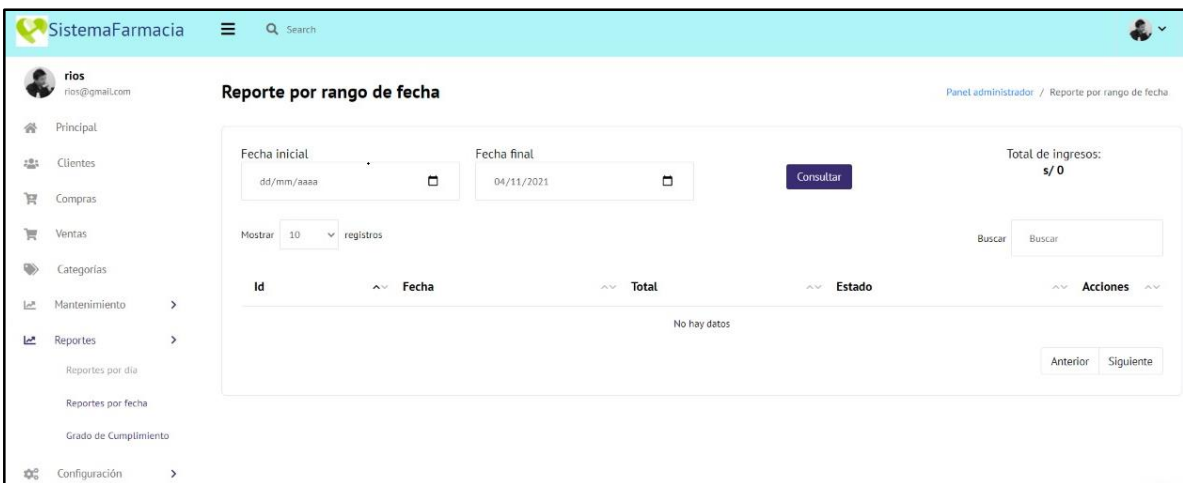 SistemaFarmacia
Search
rios
rios@gmail.com
Principal
Clientes
Compras
Ventas
Categorías
Mantenimiento
Reportes
Reportes por día
Reportes por fecha
Grado de Cumplimiento
Configuración
Reporte por rango de fecha
Panel administrador / Reporte por rango de fecha
Fecha inicial
dd/mm/aaaa
Fecha final
04/11/2021
Consultar
Total de ingresos:
s/ 0
Mostrar 10 registros
Buscar Buscar
Id Fecha Total Estado Acciones
No hay datos
Anterior Siguiente